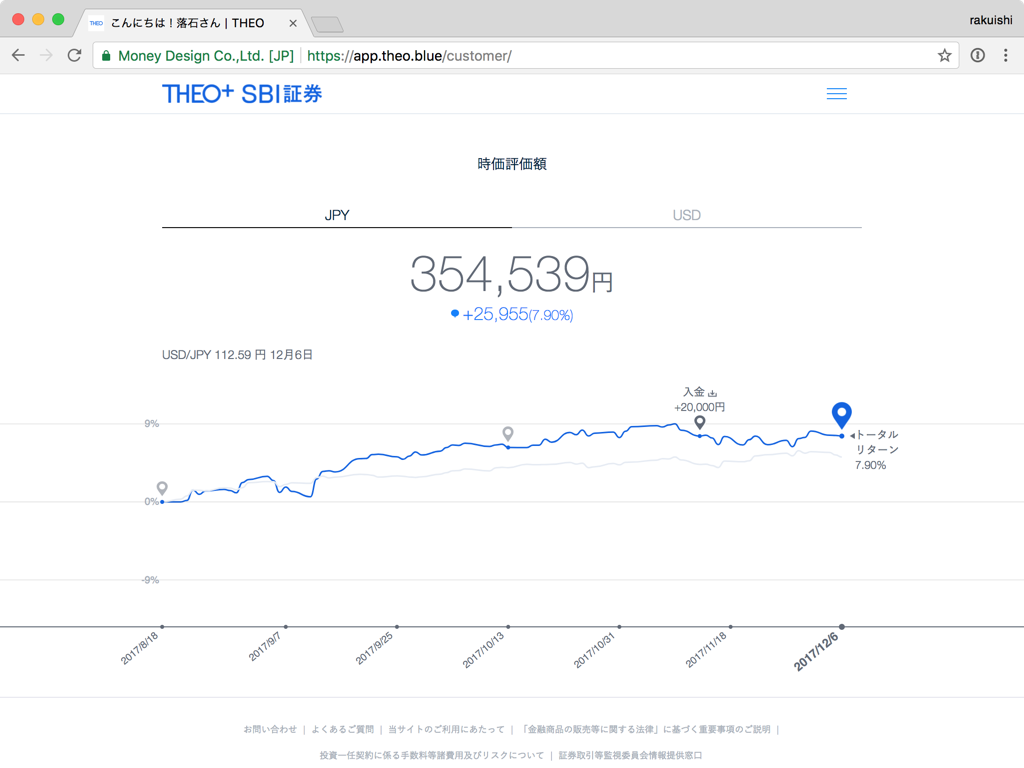 THEO こんにちは！落石さん | THEO
rakuishi
Money Design Co.,Ltd. [JP] https://app.theo.blue/customer/
THEO+ SBI証券
時価評価額
JPY USD
354,539円
+25,955(7.90%)
USD/JPY 112.59 円 12月6日
入金
+20,000円
9%
トータル
リターン
7.90%
0%
-9%
2017/8/18 2017/9/7 2017/9/25 2017/10/13 2017/10/31 2017/11/18 2017/12/6
お問い合わせ | よくあるご質問 | 当サイトのご利用にあたって | 「金融商品の販売等に関する法律」に基づく重要事項のご説明 |
投資一任契約に係る手数料等諸費用及びリスクについて | 証券取引等監視委員会情報提供窓口